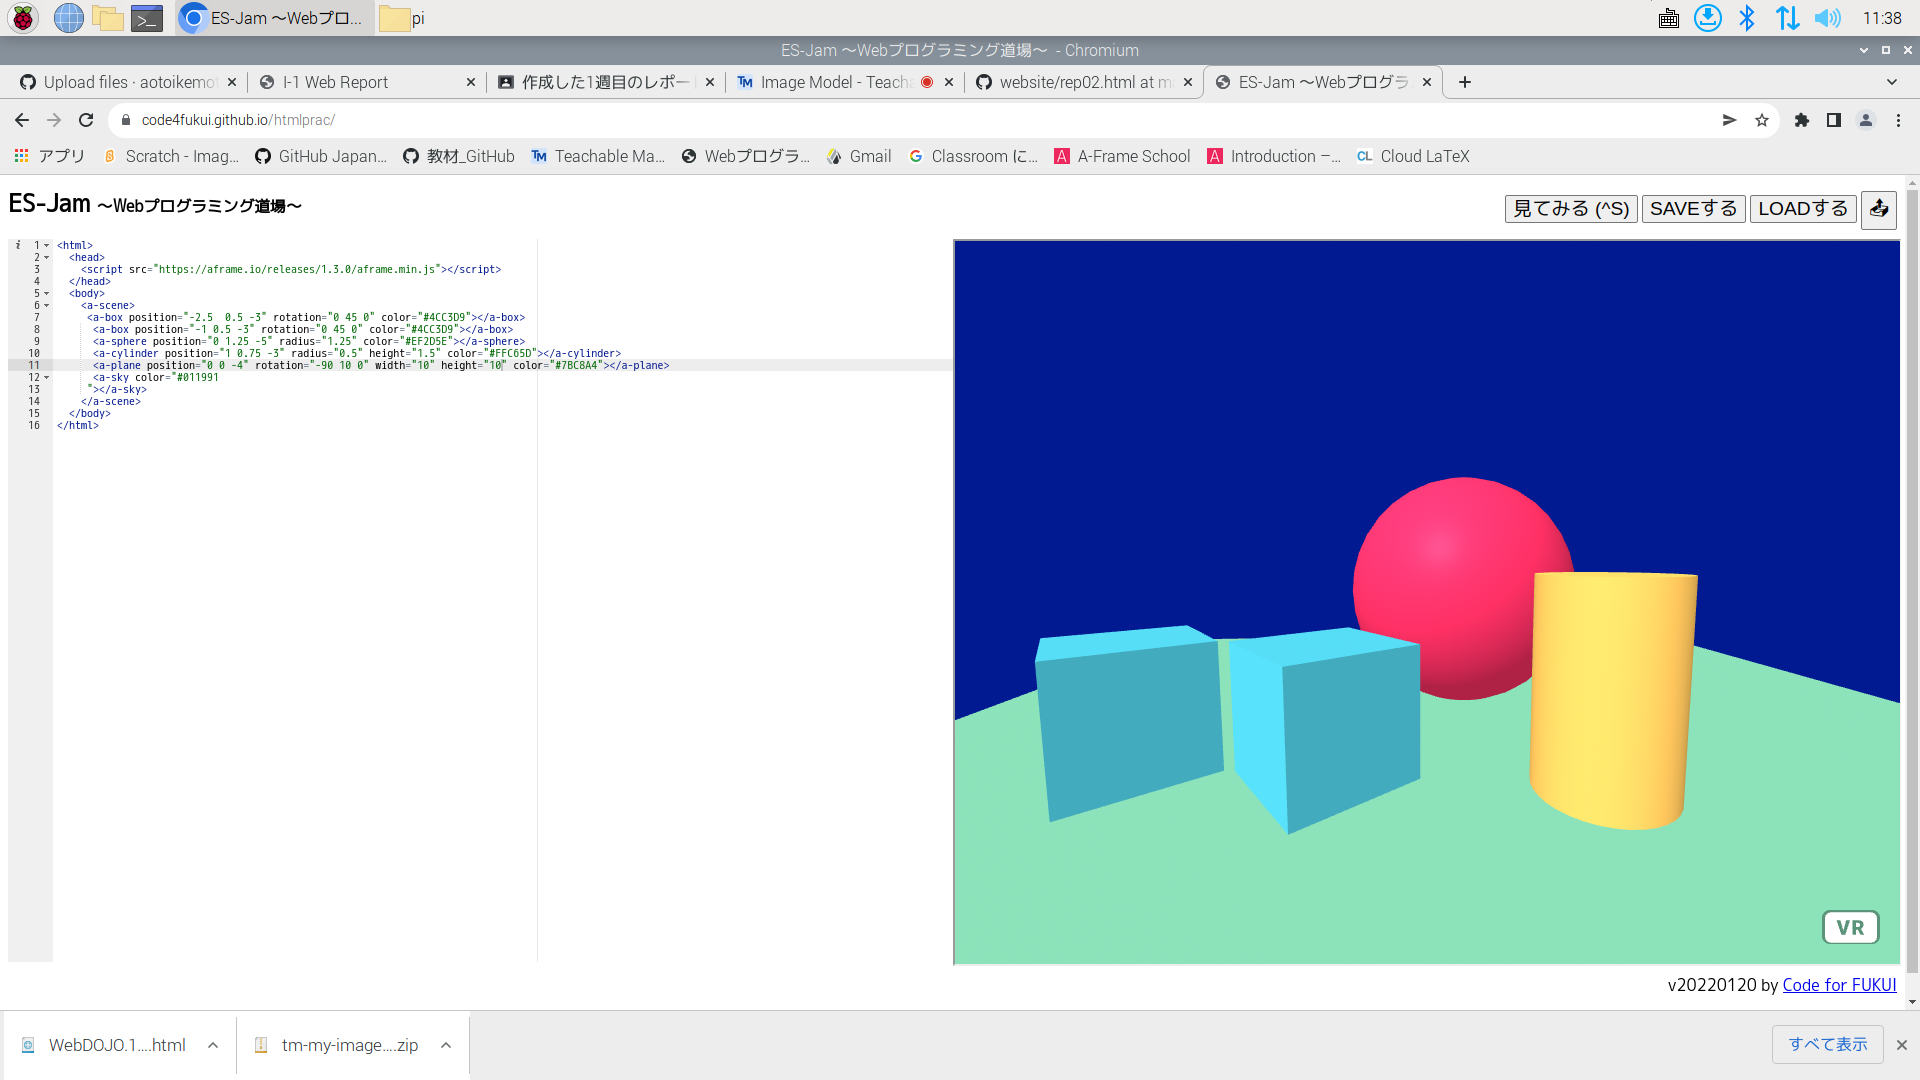 ES-Jam ～Webプロ...
pi
11:38
ES-Jam ～Webプログラミング道場～ - Chromium
Upload files · aotoikemo
I-1 Web Report
作成した1週目のレポー
Image Model - Teach
website/rep02.html at m
ES-Jam ～Webプログラ
code4fukui.github.io/htmlprac/
アプリ
Scratch - Imag...
GitHub Japan...
教材_GitHub
Teachable Ma...
Webプログラ...
Gmail
Classroom に...
A-Frame School
Introduction –...
CL Cloud LaTeX
ES-Jam ～Webプログラミング道場～
見てみる (^S)
SAVEする
LOADする
1 <html>
2 <head>
3 <script src="https://aframe.io/releases/1.3.0/aframe.min.js"></script>
4 </head>
5 <body>
6 <a-scene>
7 <a-box position="-2.5  0.5 -3" rotation="0 45 0" color="#4CC3D9"></a-box>
8 <a-box position="-1 0.5 -3" rotation="0 45 0" color="#4CC3D9"></a-box>
9 <a-sphere position="0 1.25 -5" radius="1.25" color="#EF2D5E"></a-sphere>
10 <a-cylinder position="1 0.75 -3" radius="0.5" height="1.5" color="#FFC65D"></a-cylinder>
11 <a-plane position="0 0 -4" rotation="-90 10 0" width="10" height="10" color="#7BC8A4"></a-plane>
12 <a-sky color="#011991
13 "></a-sky>
14 </a-scene>
15 </body>
16 </html>
VR
v20220120 by Code for FUKUI
WebDOJO.1....html
tm-my-image....zip
すべて表示